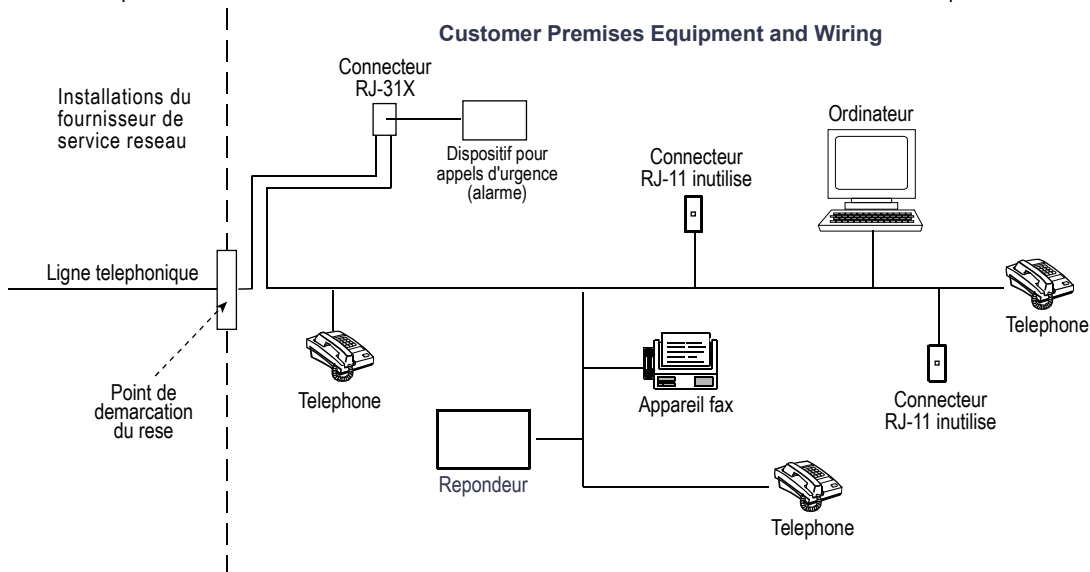 Customer Premises Equipment and Wiring
Installations du
fournisseur de
service reseau
Connecteur
RJ-31X
Dispositif pour
appels d'urgence
(alarme)
Connecteur
RJ-11 inutilise
Ordinateur
Ligne telephonique
Telephone
Point de
demarcation
du rese
Telephone
Appareil fax
Connecteur
RJ-11 inutilise
Repondeur
Telephone